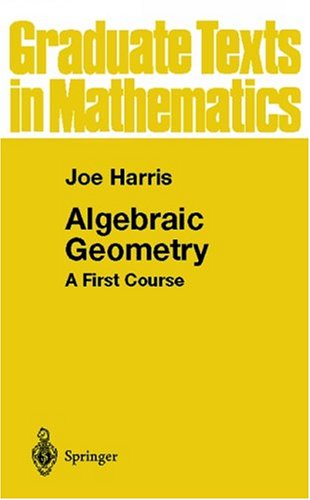 Graduate Texts
in Mathematics
Joe Harris
Algebraic
Geometry
A First Course
Springer